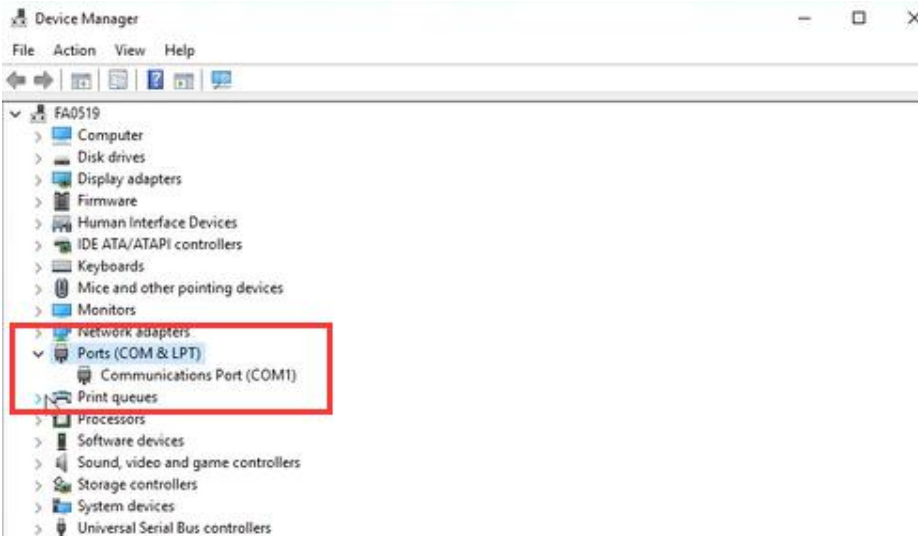 Device Manager
File Action View Help
FA0519
Computer
Disk drives
Display adapters
Firmware
Human Interface Devices
IDE ATA/ATAPI controllers
Keyboards
Mice and other pointing devices
Monitors
Network adapters
Ports (COM & LPT)
Communications Port (COM1)
Print queues
Processors
Software devices
Sound, video and game controllers
Storage controllers
System devices
Universal Serial Bus controllers